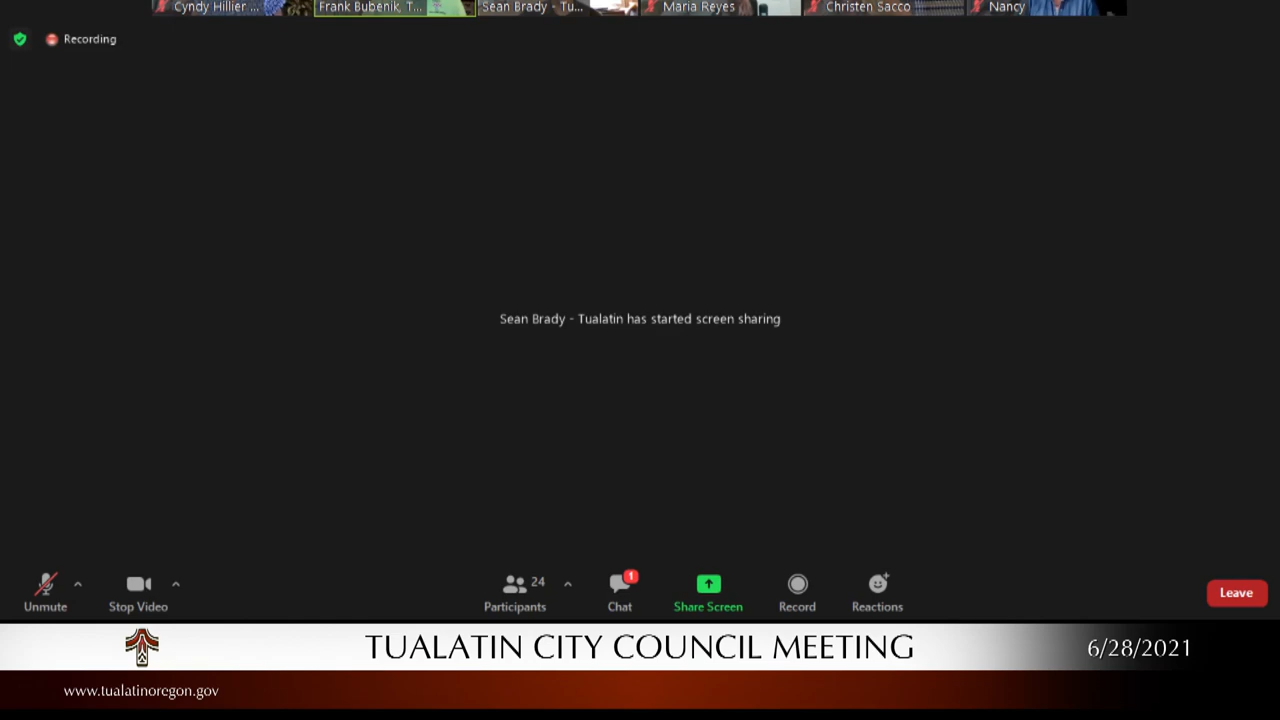 Cyndy Hillier ...
Frank Bubenik, T...
Sean Brady - Tu...
Maria Reyes
Christen Sacco
Nancy
Recording
Sean Brady - Tualatin has started screen sharing
24
1
Unmute
Stop Video
Participants
Chat
Share Screen
Record
Reactions
Leave
TUALATIN CITY COUNCIL MEETING
6/28/2021
www.tualatinoregon.gov